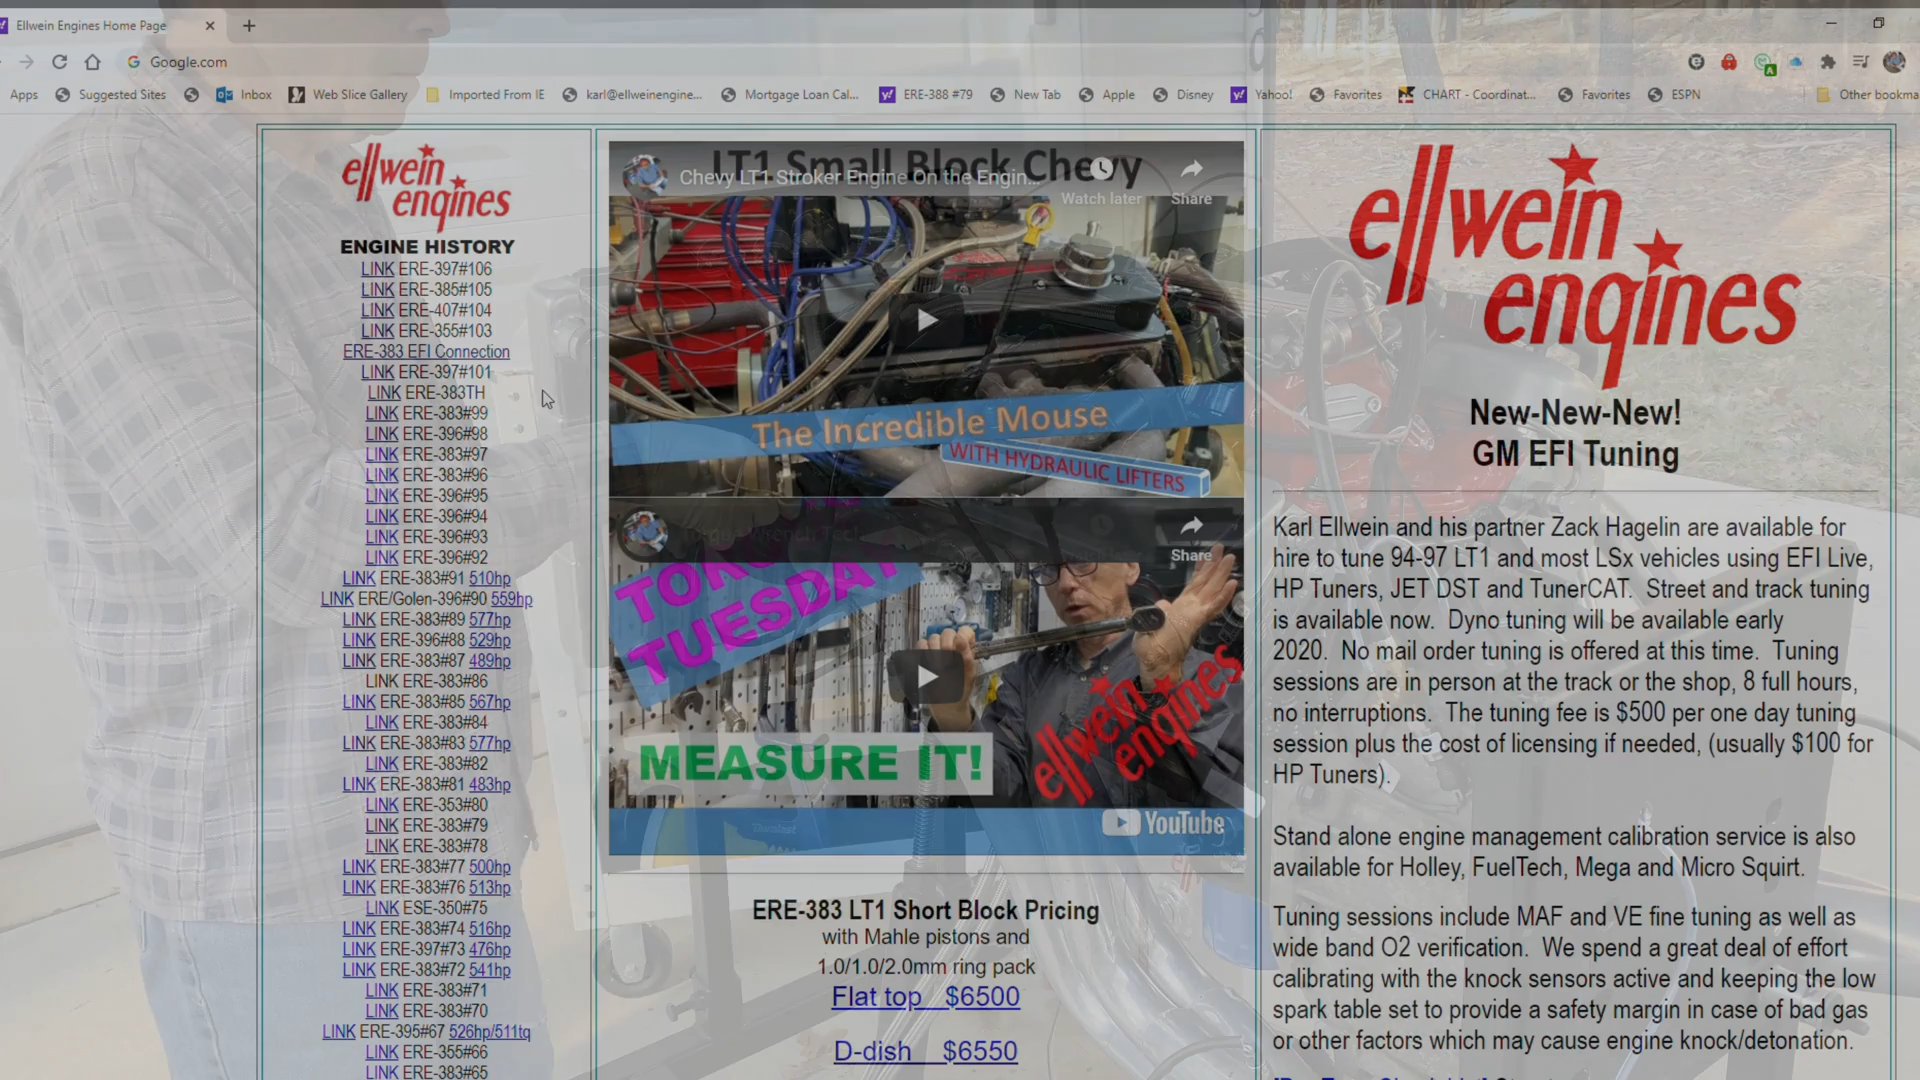 Ellwein Engines Home Page
Google.com
Apps
Suggested Sites
Inbox
Web Slice Gallery
Imported From IE
karl@ellweinengine...
Mortgage Loan Cal...
ERE-388 #79
New Tab
Apple
Disney
Yahoo!
Favorites
CHART - Coordinat...
Favorites
ESPN
Other bookma
ellwein engines
ENGINE HISTORY
LINK ERE-397#106
LINK ERE-385#105
LINK ERE-407#104
LINK ERE-355#103
ERE-383 EFI Connection
LINK ERE-397#101
LINK ERE-383TH
LINK ERE-383#99
LINK ERE-396#98
LINK ERE-383#97
LINK ERE-383#96
LINK ERE-396#95
LINK ERE-396#94
LINK ERE-396#93
LINK ERE-396#92
LINK ERE-383#91 510hp
LINK ERE/Golen-396#90 559hp
LINK ERE-383#89 577hp
LINK ERE-396#88 529hp
LINK ERE-383#87 489hp
LINK ERE-383#86
LINK ERE-383#85 567hp
LINK ERE-383#84
LINK ERE-383#83 577hp
LINK ERE-383#82
LINK ERE-383#81 483hp
LINK ERE-353#80
LINK ERE-383#79
LINK ERE-383#78
LINK ERE-383#77 500hp
LINK ERE-383#76 513hp
LINK ESE-350#75
LINK ERE-383#74 516hp
LINK ERE-397#73 476hp
LINK ERE-383#72 541hp
LINK ERE-383#71
LINK ERE-383#70
LINK ERE-395#67 526hp/511tq
LINK ERE-355#66
LINK ERE-383#65
LT1 Small Block Chevy
Chevy LT1 Stroker Engine On the Engin...
Watch later
Share
The Incredible Mouse
WITH HYDRAULIC LIFTERS
Torque Wrench Tech
Share
TUESDAY
MEASURE IT!
ellwein engines
YouTube
ERE-383 LT1 Short Block Pricing
with Mahle pistons and
1.0/1.0/2.0mm ring pack
Flat top $6500
D-dish $6550
ellwein
engines
New-New-New!
GM EFI Tuning
Karl Ellwein and his partner Zack Hagelin are available for
hire to tune 94-97 LT1 and most LSx vehicles using EFI Live,
HP Tuners, JET DST and TunerCAT. Street and track tuning
is available now. Dyno tuning will be available early
2020. No mail order tuning is offered at this time. Tuning
sessions are in person at the track or the shop, 8 full hours,
no interruptions. The tuning fee is $500 per one day tuning
session plus the cost of licensing if needed, (usually $100 for
HP Tuners).
Stand alone engine management calibration service is also
available for Holley, FuelTech, Mega and Micro Squirt.
Tuning sessions include MAF and VE fine tuning as well as
wide band O2 verification. We spend a great deal of effort
calibrating with the knock sensors active and keeping the low
spark table set to provide a safety margin in case of bad gas
or other factors which may cause engine knock/detonation.